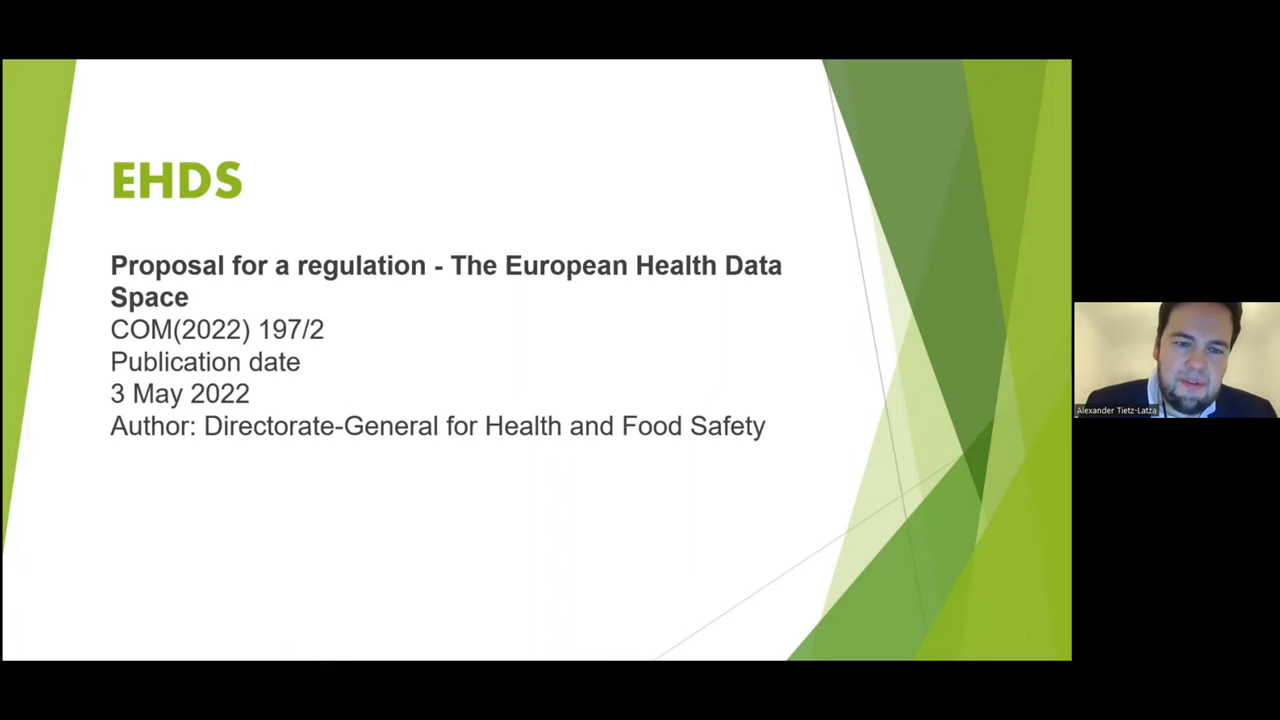 EHDS
Proposal for a regulation - The European Health Data
Space
COM(2022) 197/2
Publication date
3 May 2022
Author: Directorate-General for Health and Food Safety
Alexander Tietz-Latza